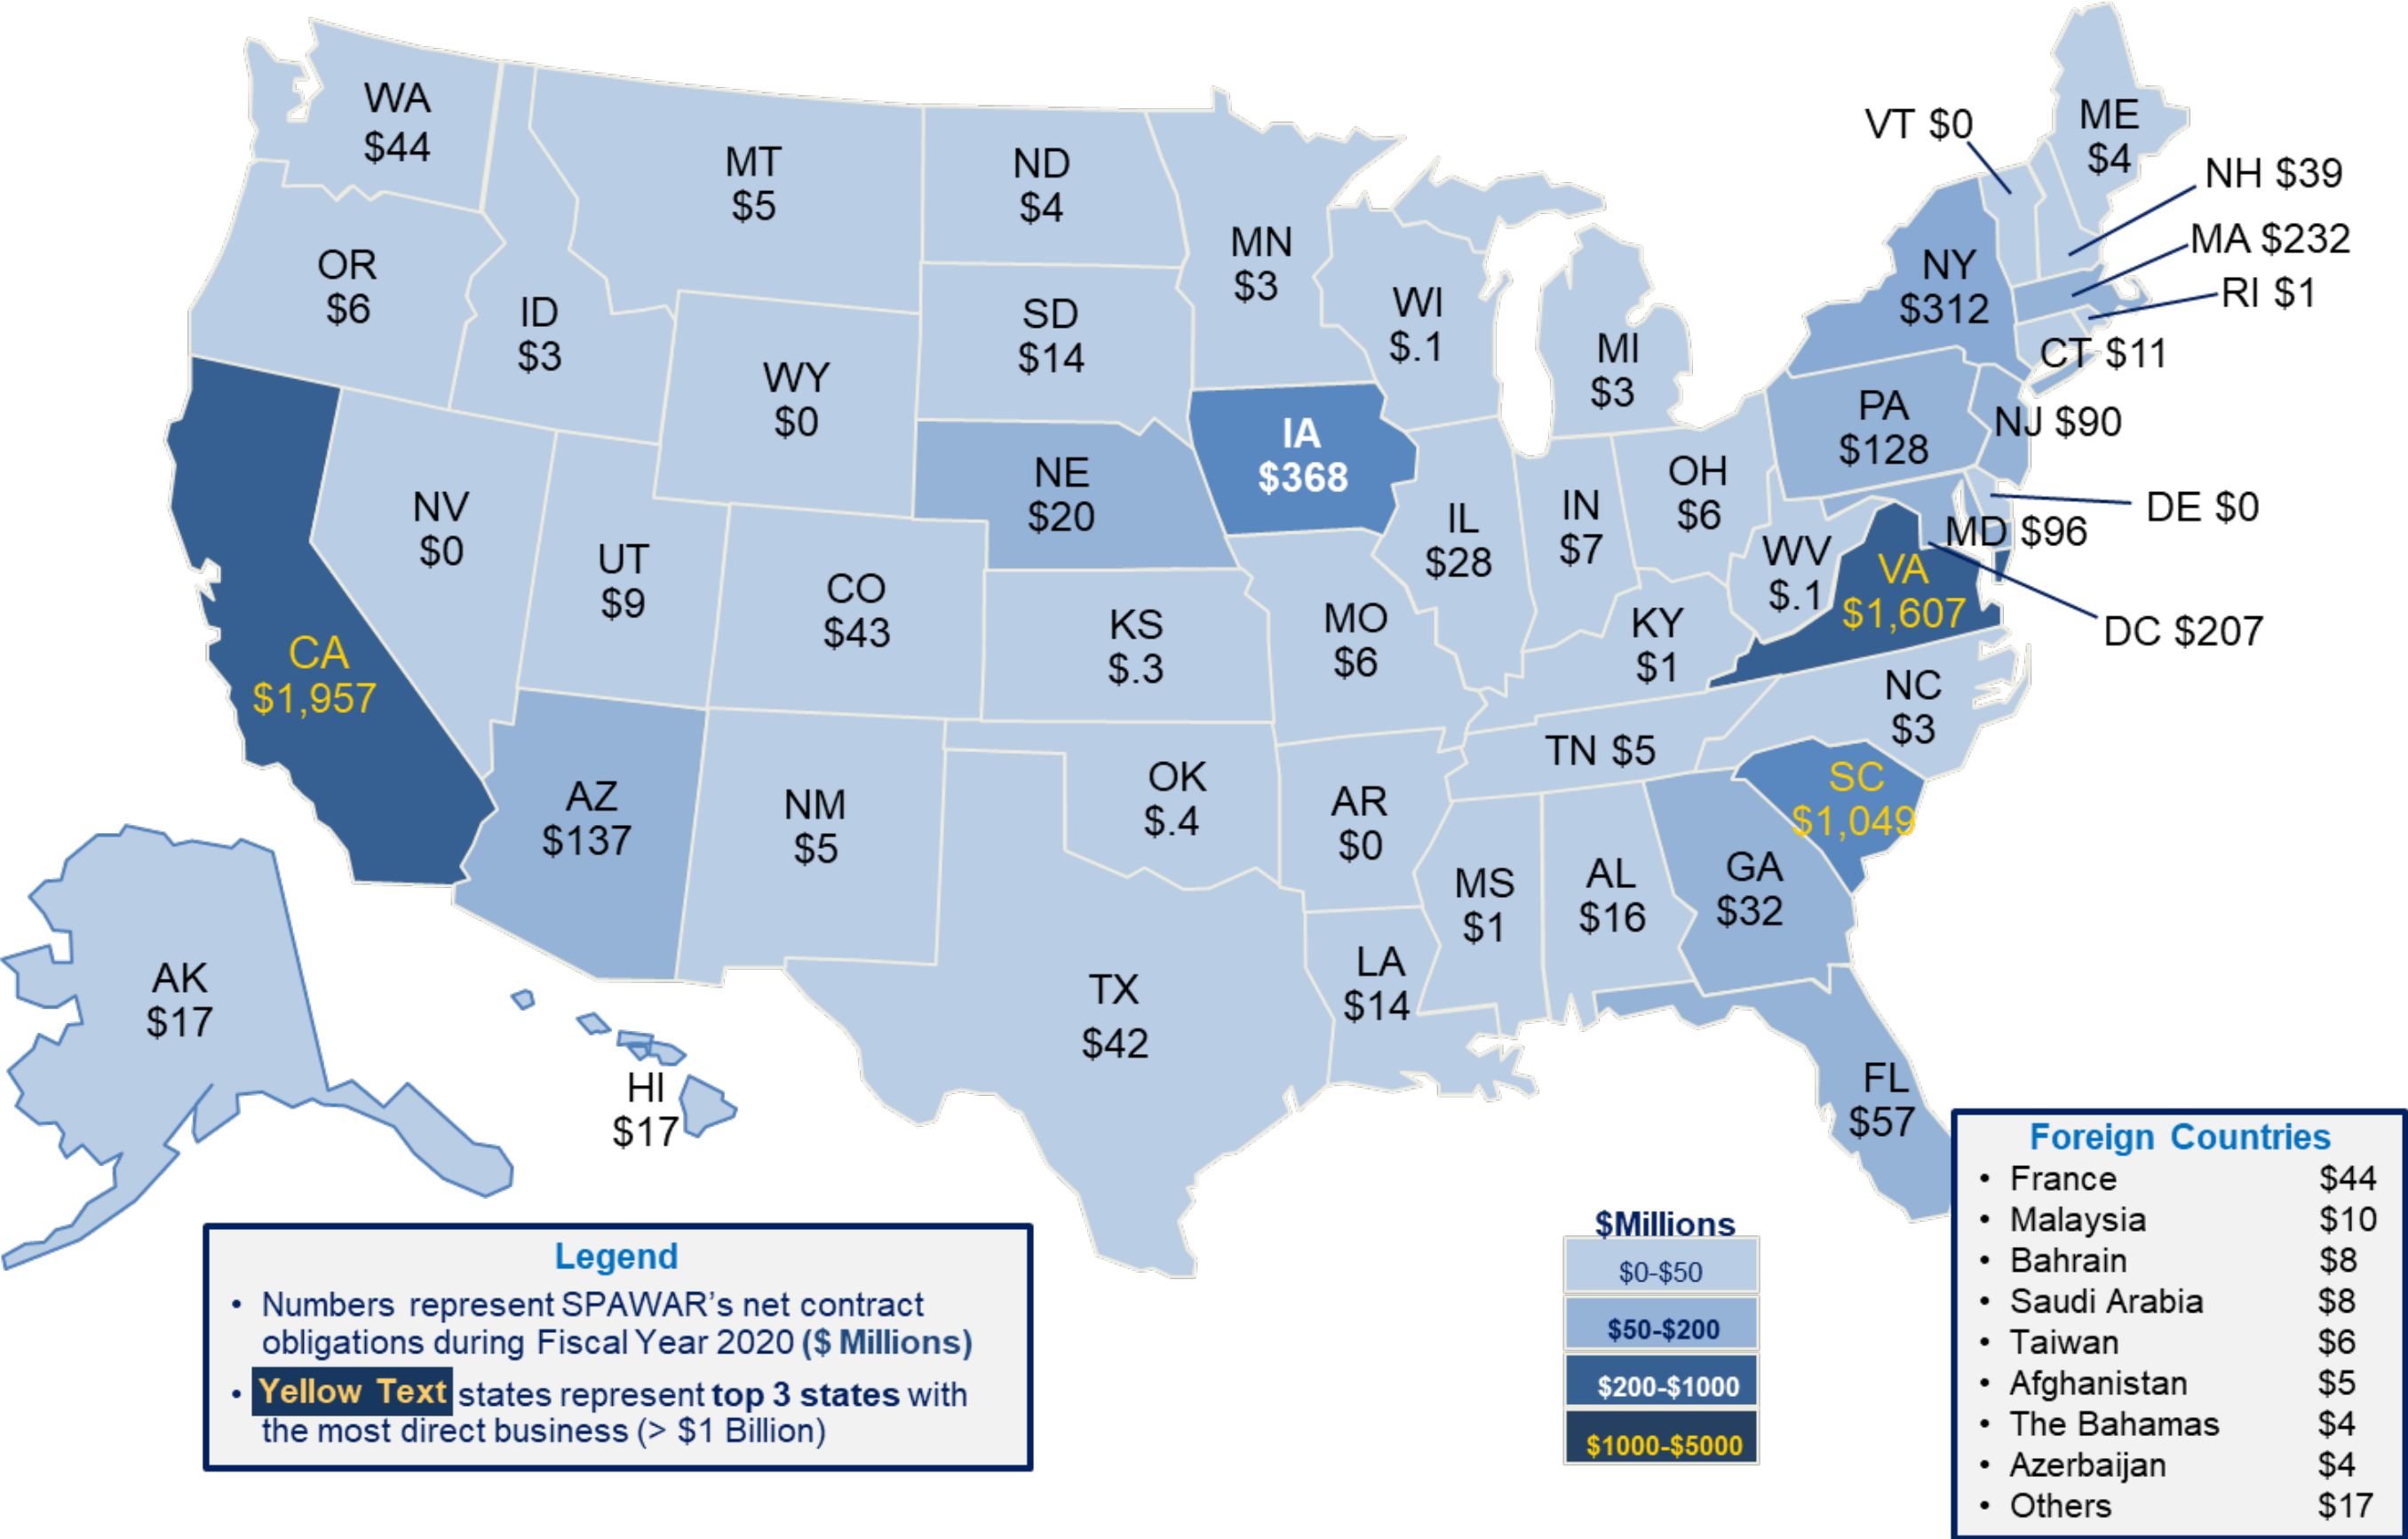 WA
$44
OR
$6
CA
$1,957
ID
$3
NV
$0
MT
$5
WY
$0
UT
$9
AZ
$137
CO
$43
NM
$5
ND
$4
SD
$14
NE
$20
KS
$.3
OK
$.4
TX
$42
MN
$3
IA
$368
MO
$6
AR
$0
LA
$14
WI
$.1
IL
$28
MI
$3
IN
$7
OH
$6
KY
$1
TN $5
MS
$1
AL
$16
GA
$32
FL
$57
SC
$1,049
NC
$3
VA
$1,607
WV
$.1
PA
$128
NY
$312
VT $0
ME
$4
NH $39
MA $232
RI $1
CT $11
NJ $90
DE $0
MD $96
DC $207
AK
$17
HI
$17
Legend
• Numbers represent SPAWAR's net contract
obligations during Fiscal Year 2020 ($ Millions)
• Yellow Text states represent top 3 states with
the most direct business (> $1 Billion)
$Millions
$0-$50
$50-$200
$200-$1000
$1000-$5000
Foreign Countries
• France $44
• Malaysia $10
• Bahrain $8
• Saudi Arabia $8
• Taiwan $6
• Afghanistan $5
• The Bahamas $4
• Azerbaijan $4
• Others $17